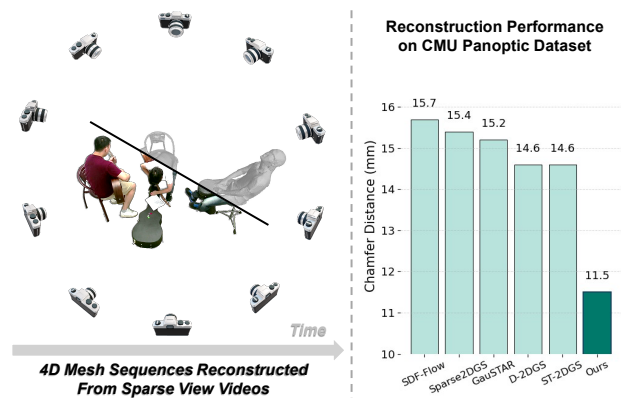 Time
4D Mesh Sequences Reconstructed
From Sparse View Videos
Reconstruction Performance
on CMU Panoptic Dataset
Chamfer Distance (mm)
16
15
14
13
12
11
10
15.7
15.4
15.2
14.6
14.6
11.5
SDF-Flow
Sparse2DGS
GauSTAR
D-2DGS
ST-2DGS
Ours